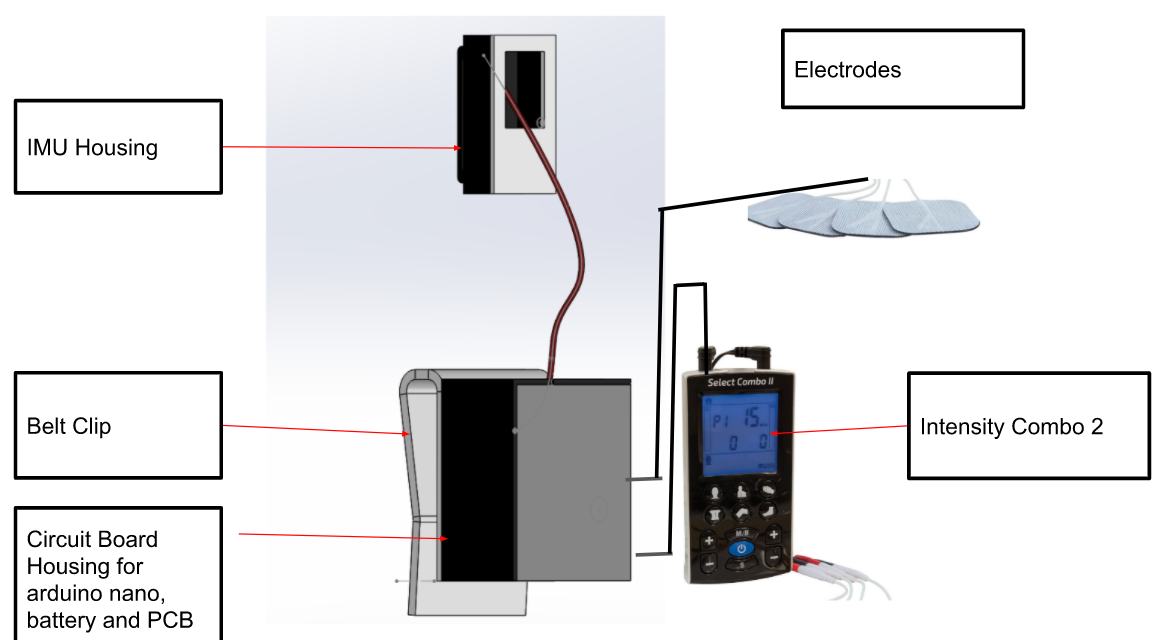 Electrodes
IMU Housing
Select Combo II
P1 15
0 0
Belt Clip
Intensity Combo 2
M/B
Circuit Board
Housing for
arduino nano,
battery and PCB